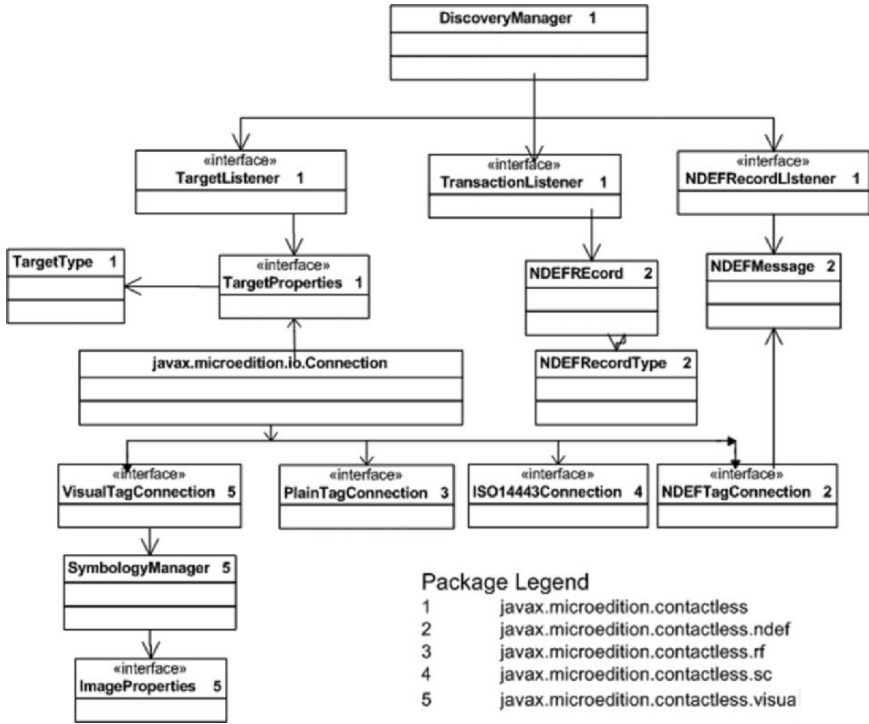 DiscoveryManager 1
«interface»
TargetListener 1
«interface»
TransactionListener 1
«interface»
NDEFRecordLIstener 1
TargetType 1
«interface»
TargetProperties 1
NDEFREcord 2
NDEFMessage 2
javax.microedition.io.Connection
NDEFRecordType 2
«interface»
VisualTagConnection 5
«interface»
PlainTagConnection 3
«interface»
ISO14443Connection 4
«interface»
NDEFTagConnection 2
SymbologyManager 5
«interface»
ImageProperties 5
Package Legend
1 javax.microedition.contactless
2 javax.microedition.contactless.ndef
3 javax.microedition.contactless.rf
4 javax.microedition.contactless.sc
5 javax.microedition.contactless.visual